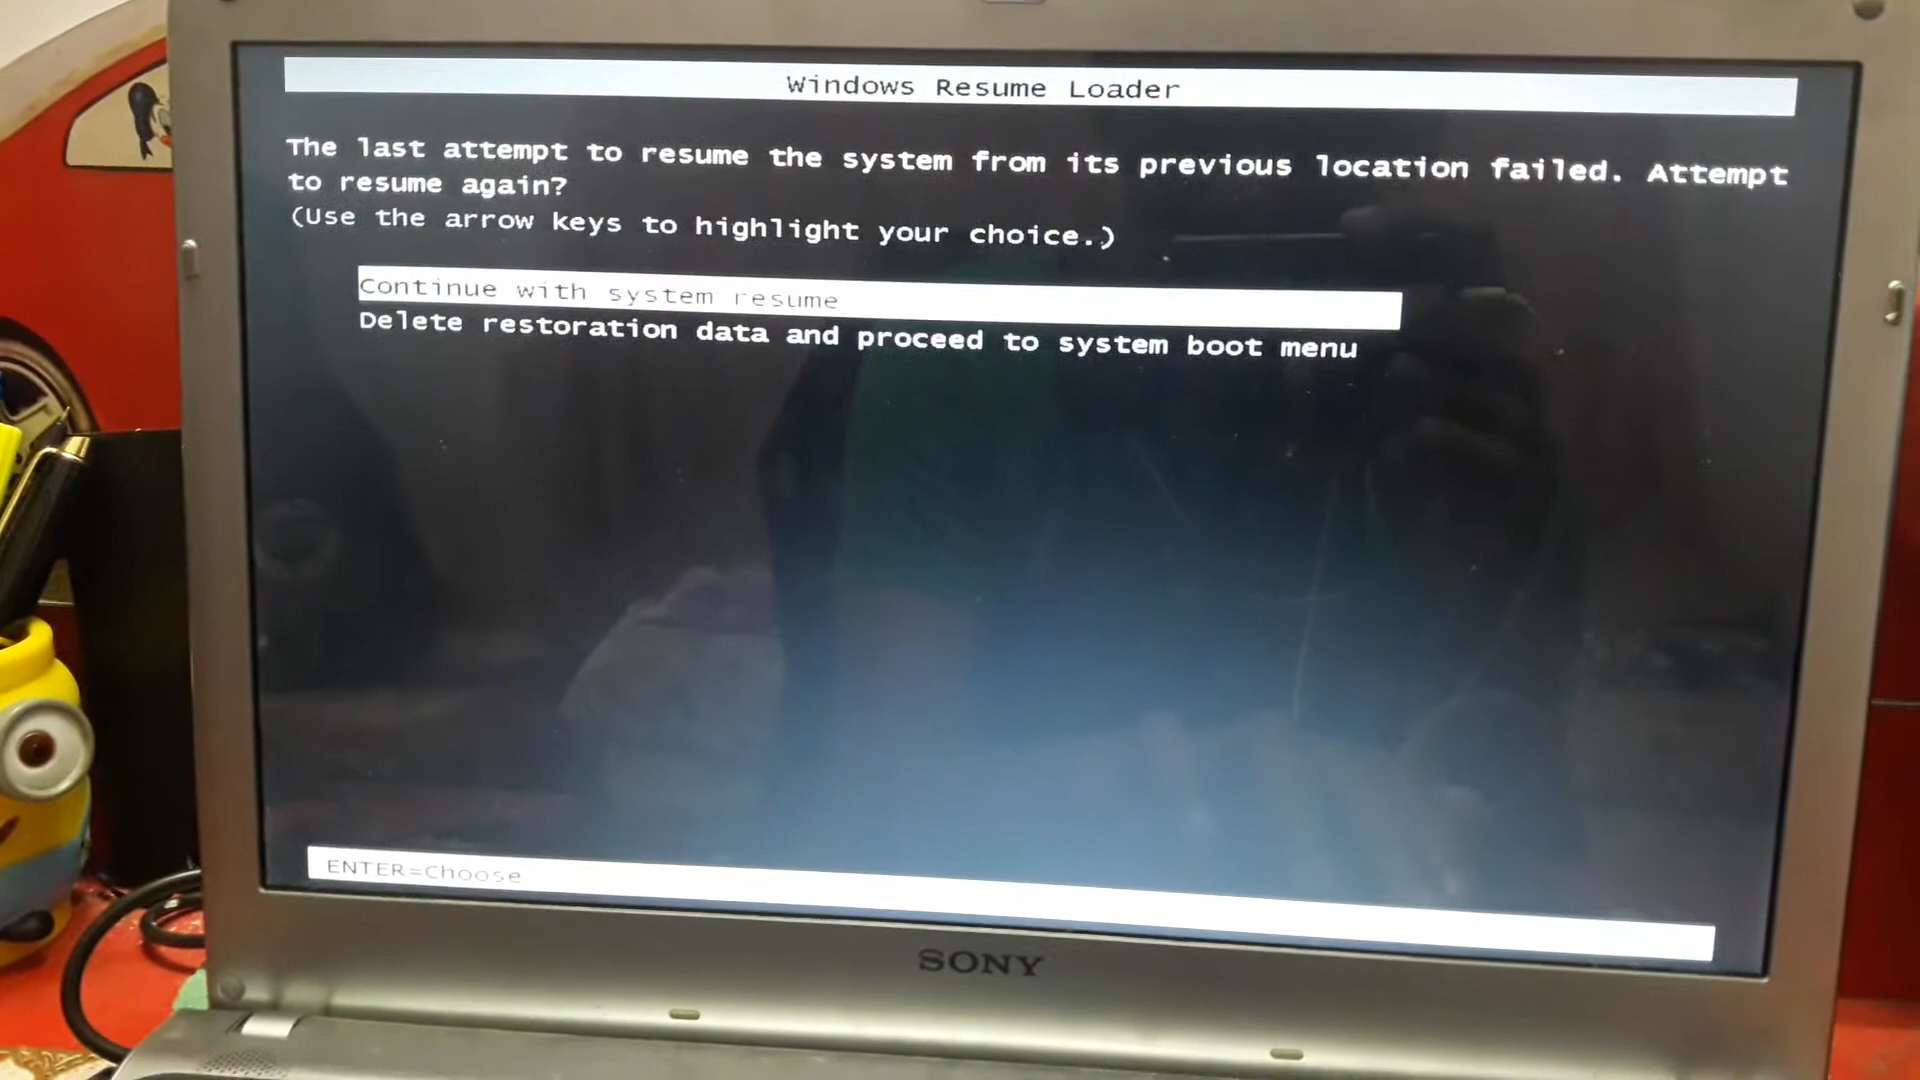 Windows Resume Loader
The last attempt to resume the system from its previous location failed. Attempt
to resume again?
(Use the arrow keys to highlight your choice.)
Continue with system resume
Delete restoration data and proceed to system boot menu
ENTER=Choose
SONY